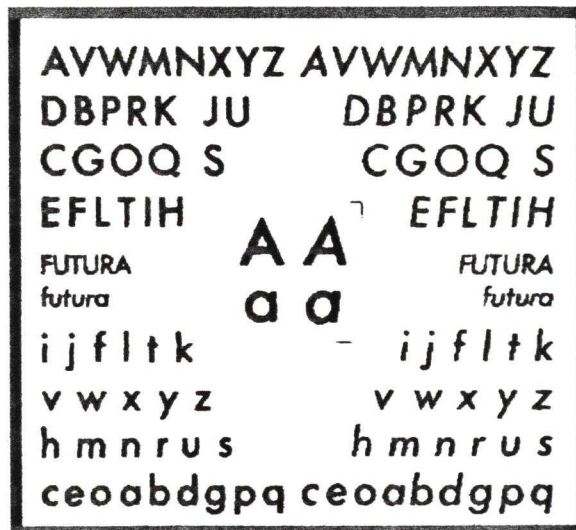 AVWMNXYZ AVWMNXYZ
DBPRK JU DBPRK JU
CGOQ S CGOQ S
EFLTIH EFLTIH
A A
FUTURA FUTURA
futura futura
a a
i j f l t k i j f l t k
v w x y z v w x y z
h m n r u s h m n r u s
ceoabdgpq ceoabdgpq